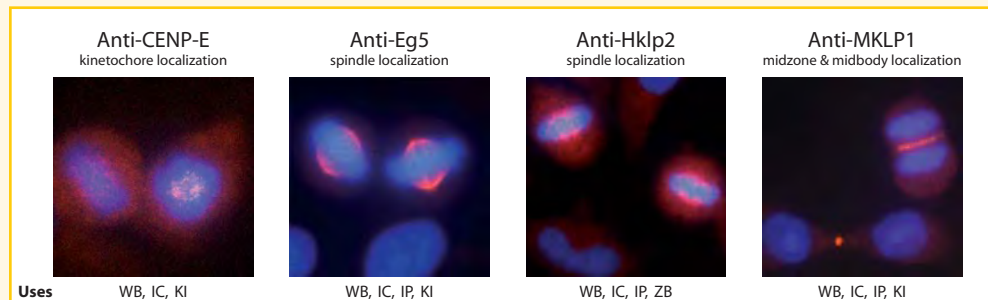 Anti-CENP-E
kinetochore localization
Anti-Eg5
spindle localization
Anti-Hklp2
spindle localization
Anti-MKLP1
midzone & midbody localization
Uses
WB, IC, KI
WB, IC, IP, KI
WB, IC, IP, ZB
WB, IC, IP, KI